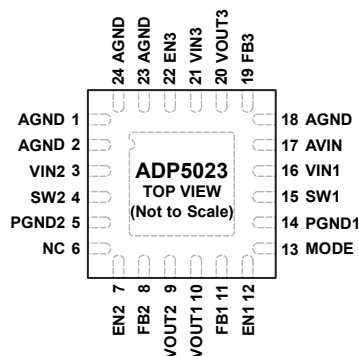 24 AGND
23 AGND
22 EN3
21 VIN3
20 VOUT3
19 FB3
AGND 1
AGND 2
VIN2 3
SW2 4
PGND2 5
NC 6
ADP5023
TOP VIEW
(Not to Scale)
18 AGND
17 AVIN
16 VIN1
15 SW1
14 PGND1
13 MODE
EN2 7
FB2 8
VOUT2 9
VOUT1 10
FB1 11
EN1 12